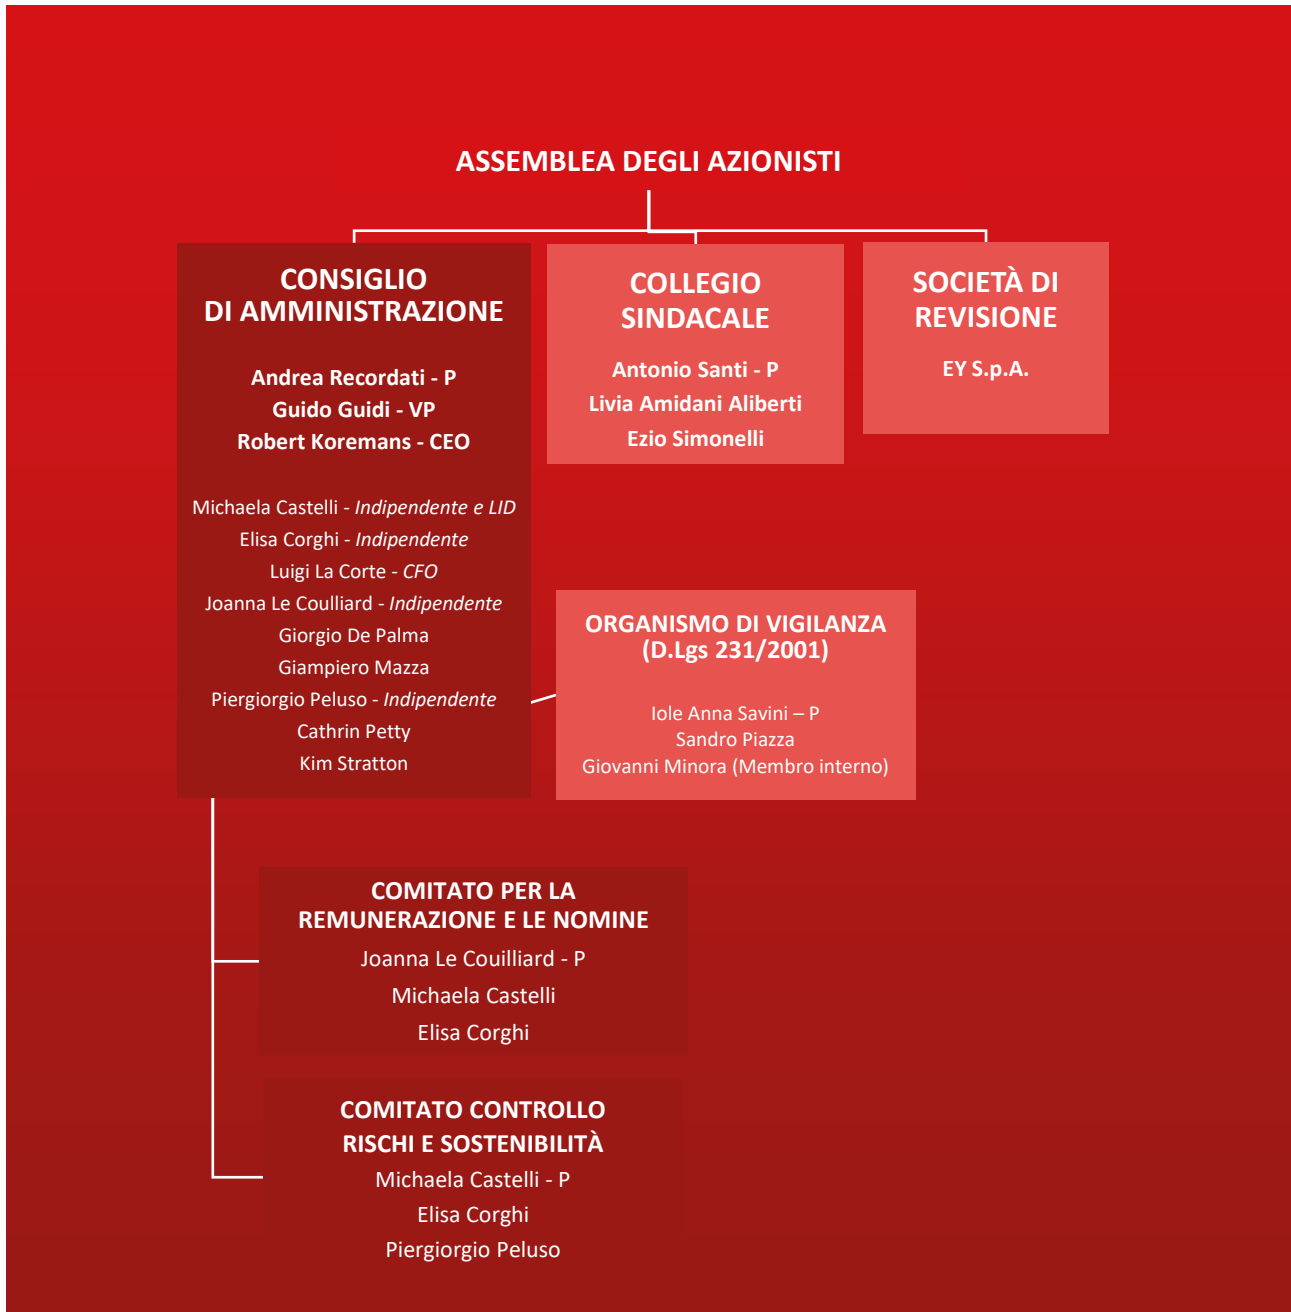 ASSEMBLEA DEGLI AZIONISTI
CONSIGLIO
DI AMMINISTRAZIONE
Andrea Recordati - P
Guido Guidi - VP
Robert Koremans - CEO
Michaela Castelli - Indipendente e LID
Elisa Corghi - Indipendente
Luigi La Corte - CFO
Joanna Le Coulliard - Indipendente
Giorgio De Palma
Giampiero Mazza
Piergiorgio Peluso - Indipendente
Cathrin Petty
Kim Stratton
COLLEGIO
SINDACALE
Antonio Santi - P
Livia Amidani Aliberti
Ezio Simonelli
SOCIETÀ DI
REVISIONE
EY S.p.A.
ORGANISMO DI VIGILANZA
(D.Lgs 231/2001)
Iole Anna Savini – P
Sandro Piazza
Giovanni Minora (Membro interno)
COMITATO PER LA
REMUNERAZIONE E LE NOMINE
Joanna Le Couilliard - P
Michaela Castelli
Elisa Corghi
COMITATO CONTROLLO
RISCHI E SOSTENIBILITÀ
Michaela Castelli - P
Elisa Corghi
Piergiorgio Peluso